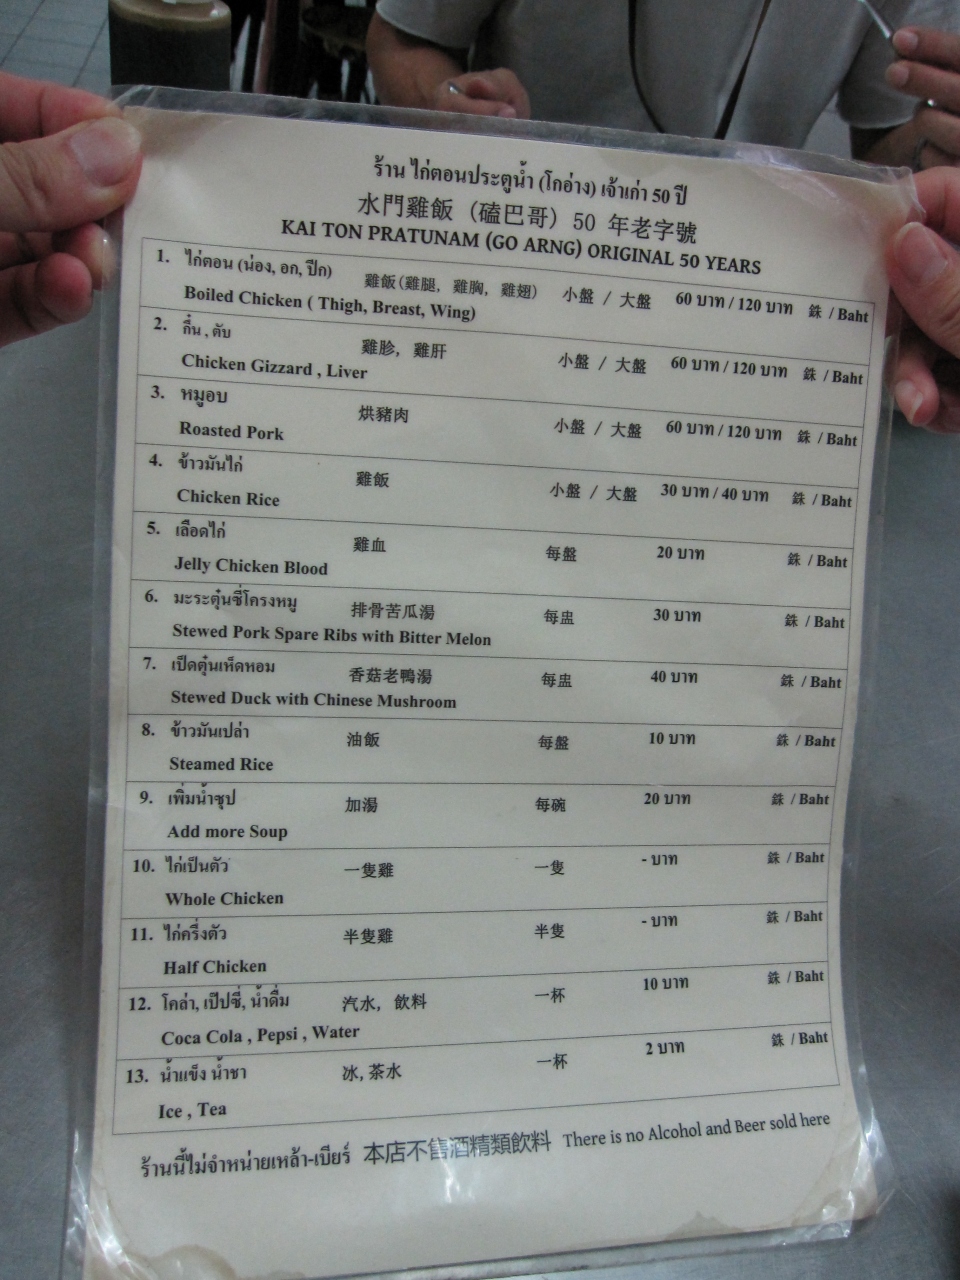 ร้าน ไก่ตอนประตูน้ำ (โกอ่าง) เจ้าเก่า 50 ปี
水門雞飯 (磕巴哥) 50 年老字號
KAI TON PRATUNAM (GO ARNG) ORIGINAL 50 YEARS
1. ไก่ตอน (น่อง, อก, ปีก) 雞飯(雞腿, 雞胸, 雞翅) 小盤 / 大盤 60 บาท / 120 บาท 銖 / Baht
Boiled Chicken ( Thigh, Breast, Wing)
2. กึ๋น , ตับ 雞胗, 雞肝 小盤 / 大盤 60 บาท / 120 บาท 銖 / Baht
Chicken Gizzard , Liver
3. หมูอบ 烘豬肉 小盤 / 大盤 60 บาท / 120 บาท 銖 / Baht
Roasted Pork
4. ข้าวมันไก่ 雞飯 小盤 / 大盤 30 บาท / 40 บาท 銖 / Baht
Chicken Rice
5. เลือดไก่ 雞血 每盤 20 บาท 銖 / Baht
Jelly Chicken Blood
6. มะระตุ๋นซี่โครงหมู 排骨苦瓜湯 每盅 30 บาท 銖 / Baht
Stewed Pork Spare Ribs with Bitter Melon
7. เป็ดตุ๋นเห็ดหอม 香菇老鴨湯 每盅 40 บาท 銖 / Baht
Stewed Duck with Chinese Mushroom
8. ข้าวมันเปล่า 油飯 每盤 10 บาท 銖 / Baht
Steamed Rice
9. เพิ่มน้ำซุป 加湯 每碗 20 บาท 銖 / Baht
Add more Soup
10. ไก่เป็นตัว 一隻雞 一隻 - บาท 銖 / Baht
Whole Chicken
11. ไก่ครึ่งตัว 半隻雞 半隻 - บาท 銖 / Baht
Half Chicken
12. โคล่า, เป๊ปซี่, น้ำดื่ม 汽水, 飲料 一杯 10 บาท 銖 / Baht
Coca Cola , Pepsi , Water
13. น้ำแข็ง น้ำชา 冰, 茶水 一杯 2 บาท 銖 / Baht
Ice , Tea
ร้านนี้ไม่จำหน่ายเหล้า-เบียร์ 本店不售酒精類飲料 There is no Alcohol and Beer sold here